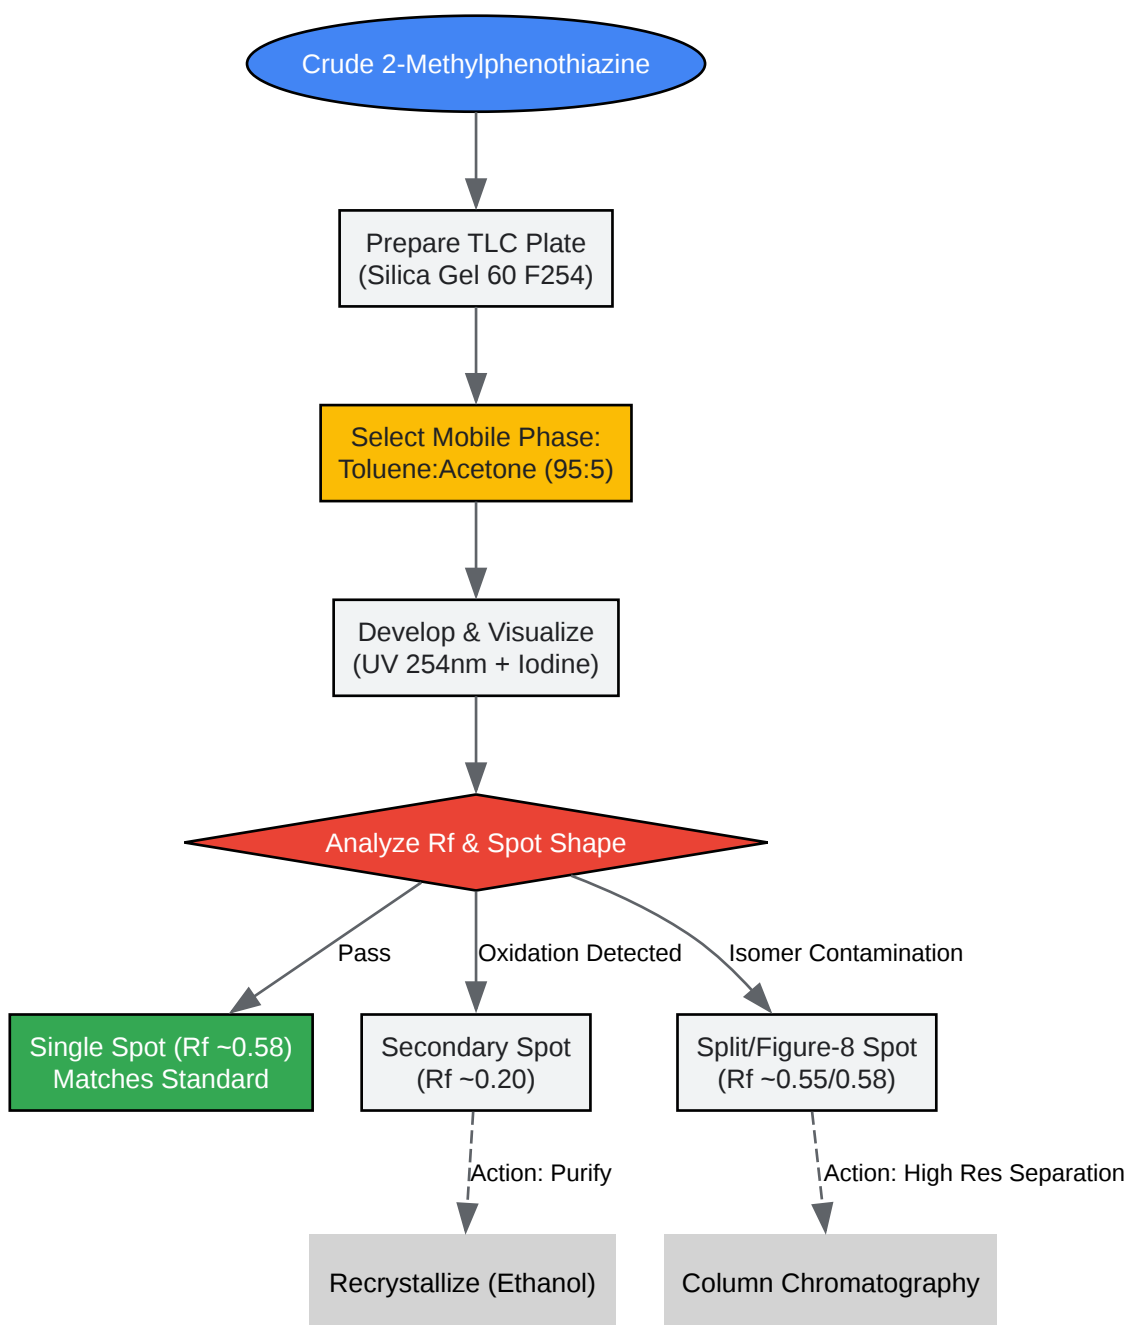 Crude 2-Methylphenothiazine
Prepare TLC Plate
(Silica Gel 60 F254)
Select Mobile Phase:
Toluene:Acetone (95:5)
Develop & Visualize
(UV 254nm + Iodine)
Analyze Rf & Spot Shape
Pass
Oxidation Detected
Isomer Contamination
Single Spot (Rf ~0.58)
Matches Standard
Secondary Spot
(Rf ~0.20)
Split/Figure-8 Spot
(Rf ~0.55/0.58)
Action: Purify
Action: High Res Separation
Recrystallize (Ethanol)
Column Chromatography